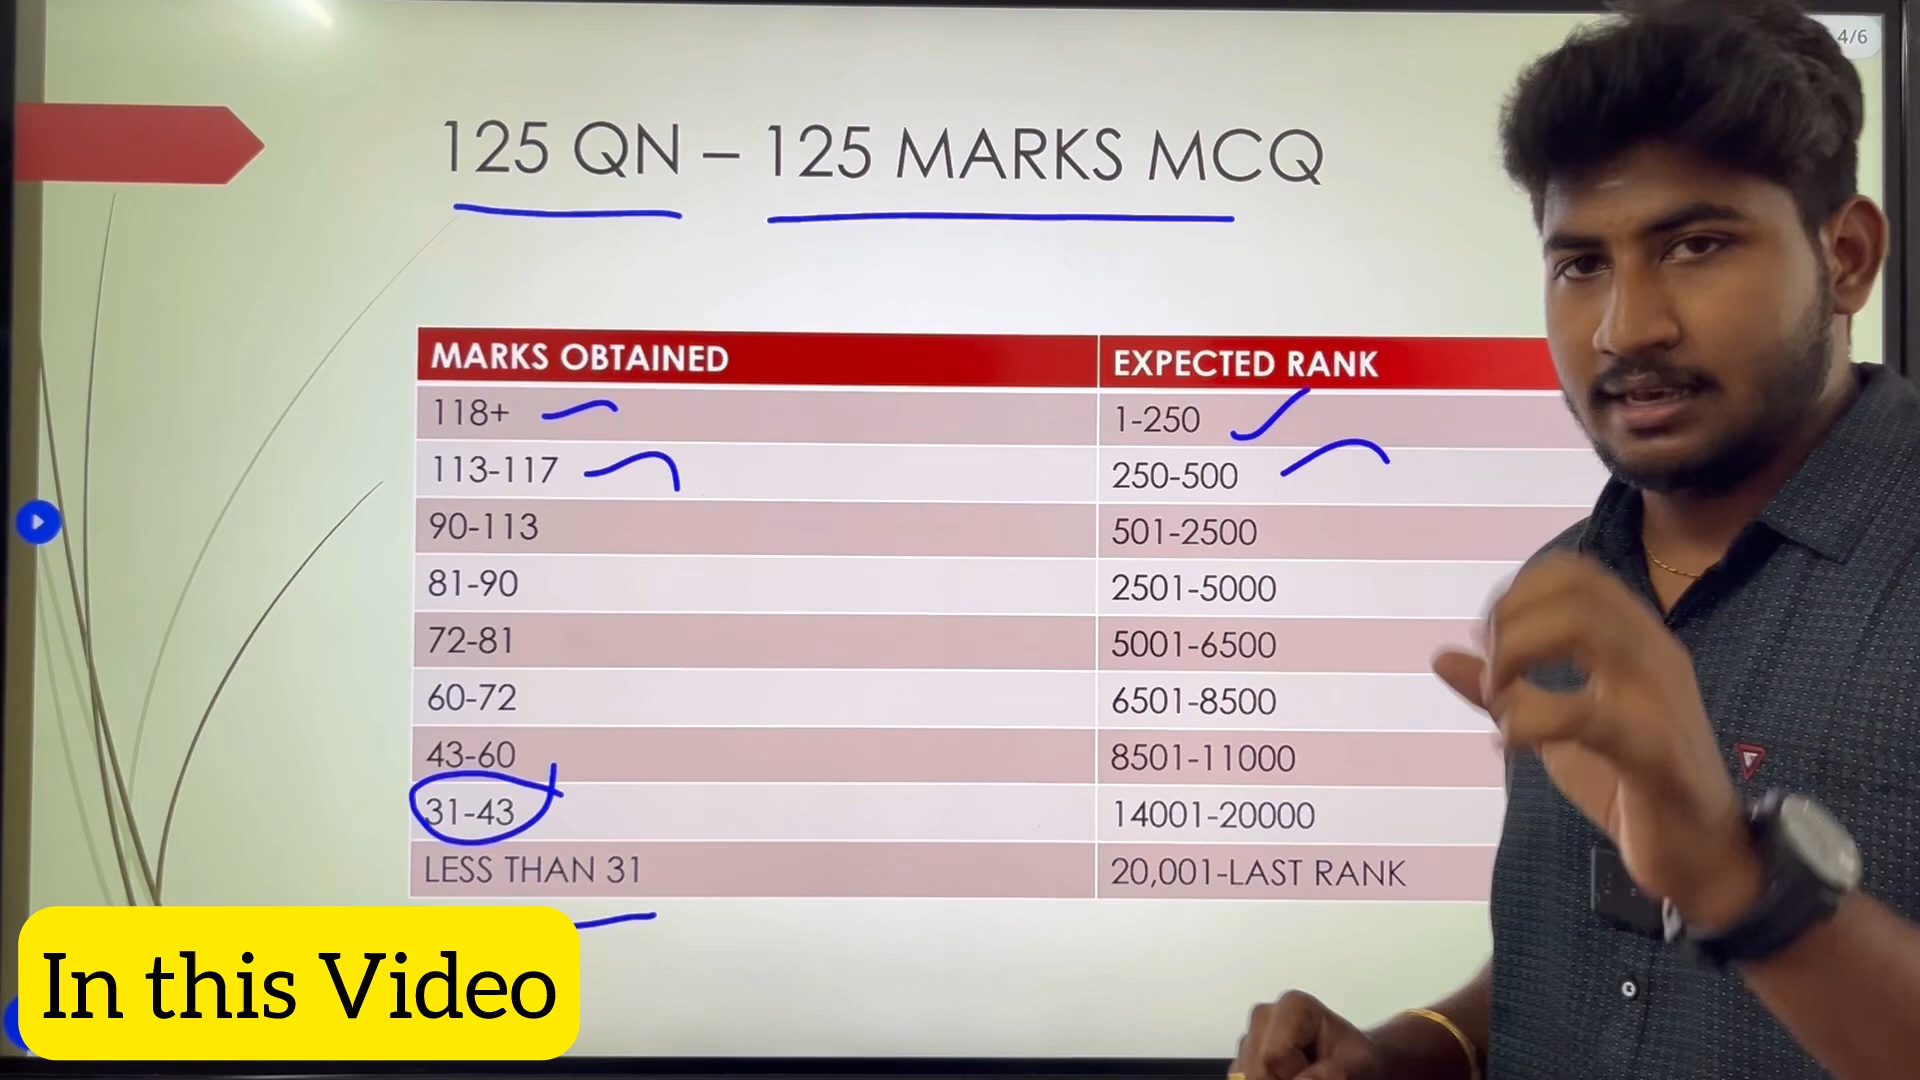 4/6
125 QN – 125 MARKS MCQ
MARKS OBTAINED EXPECTED RANK
118+ 1-250
113-117 250-500
90-113 501-2500
81-90 2501-5000
72-81 5001-6500
60-72 6501-8500
43-60 8501-11000
31-43 14001-20000
LESS THAN 31 20,001-LAST RANK
In this Video